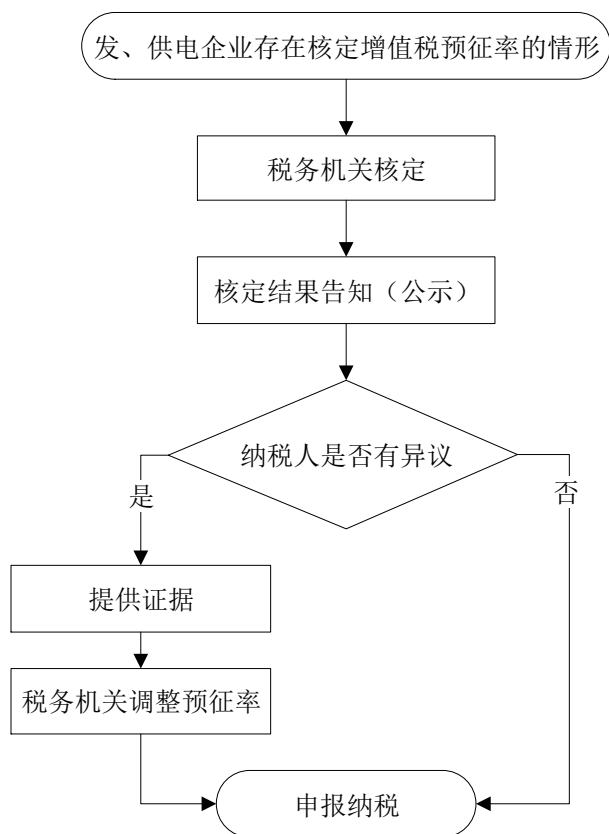 发、供电企业存在核定增值税预征率的情形
税务机关核定
核定结果告知（公示）
纳税人是否有异议
是
否
提供证据
税务机关调整预征率
申报纳税